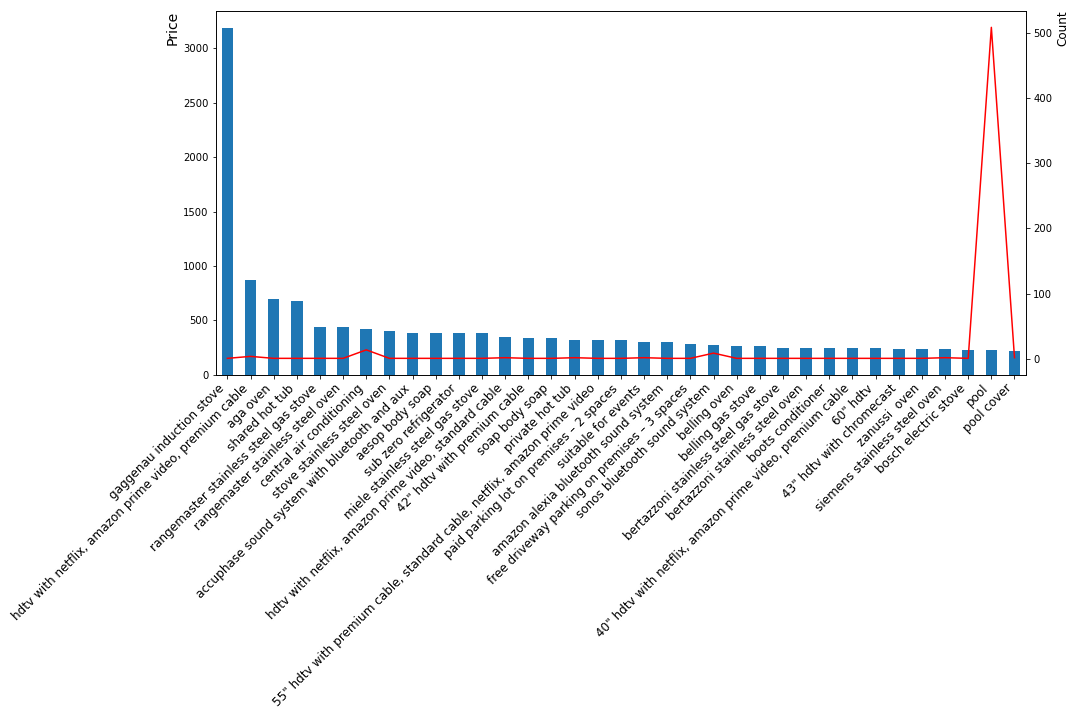 Price
3000
2500
2000
1500
1000
500
0
Count
500
400
300
200
100
0
gaggenau induction stove
hdtv with netflix, amazon prime video, premium cable
aga oven
shared hot tub
rangemaster stainless steel gas stove
rangemaster stainless steel oven
central air conditioning
stove stainless steel oven
accuphase sound system with bluetooth and aux
aesop body soap
sub zero refrigerator
miele stainless steel gas stove
hdtv with netflix, amazon prime video, standard cable
42" hdtv with premium cable
soap body soap
private hot tub
55" hdtv with premium cable, standard cable, netflix, amazon prime video
paid parking lot on premises – 2 spaces
suitable for events
amazon alexia bluetooth sound system
free driveway parking on premises – 3 spaces
sonos bluetooth sound system
belling oven
belling gas stove
bertazzoni stainless steel gas stove
bertazzoni stainless steel oven
boots conditioner
40" hdtv with netflix, amazon prime video, premium cable
60" hdtv
43" hdtv with chromecast
zanussi  oven
siemens stainless steel oven
bosch electric stove
pool
pool cover